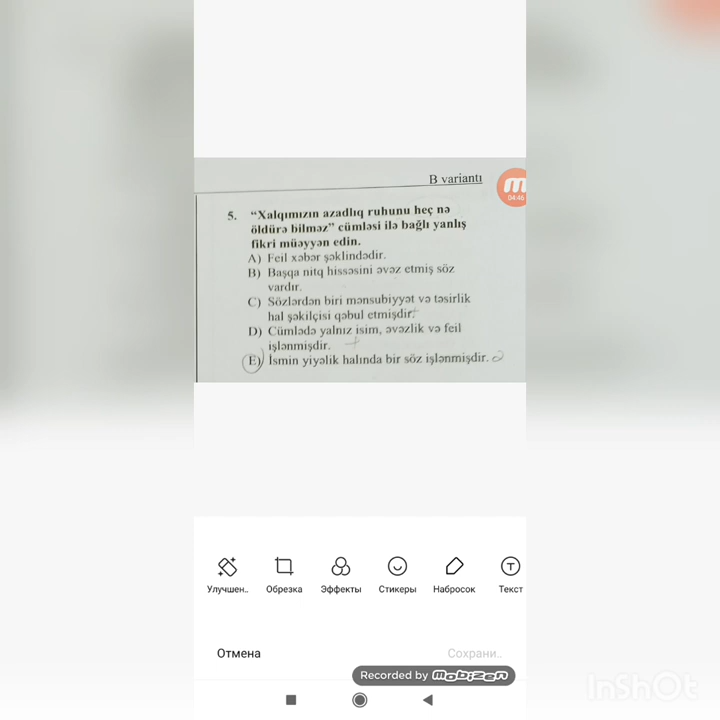 B variantı
04:46
5. “Xalqımızın azadlıq ruhunu heç nə
öldürə bilməz” cümləsi ilə bağlı yanlış
fikri müəyyən edin.
A) Feil xəbər şəklindədir.
B) Başqa nitq hissəsini əvəz etmiş söz
vardır.
C) Sözlərdən biri mənsubiyyət və təsirlik
hal şəkilçisi qəbul etmişdir.
D) Cümlədə yalnız isim, əvəzlik və feil
işlənmişdir.
E) İsmin yiyəlik halında bir söz işlənmişdir.
Улучшен.. Обрезка Эффекты Стикеры Набросок Текст
Отмена Сохрани..
Recorded by mobizen
InShOt